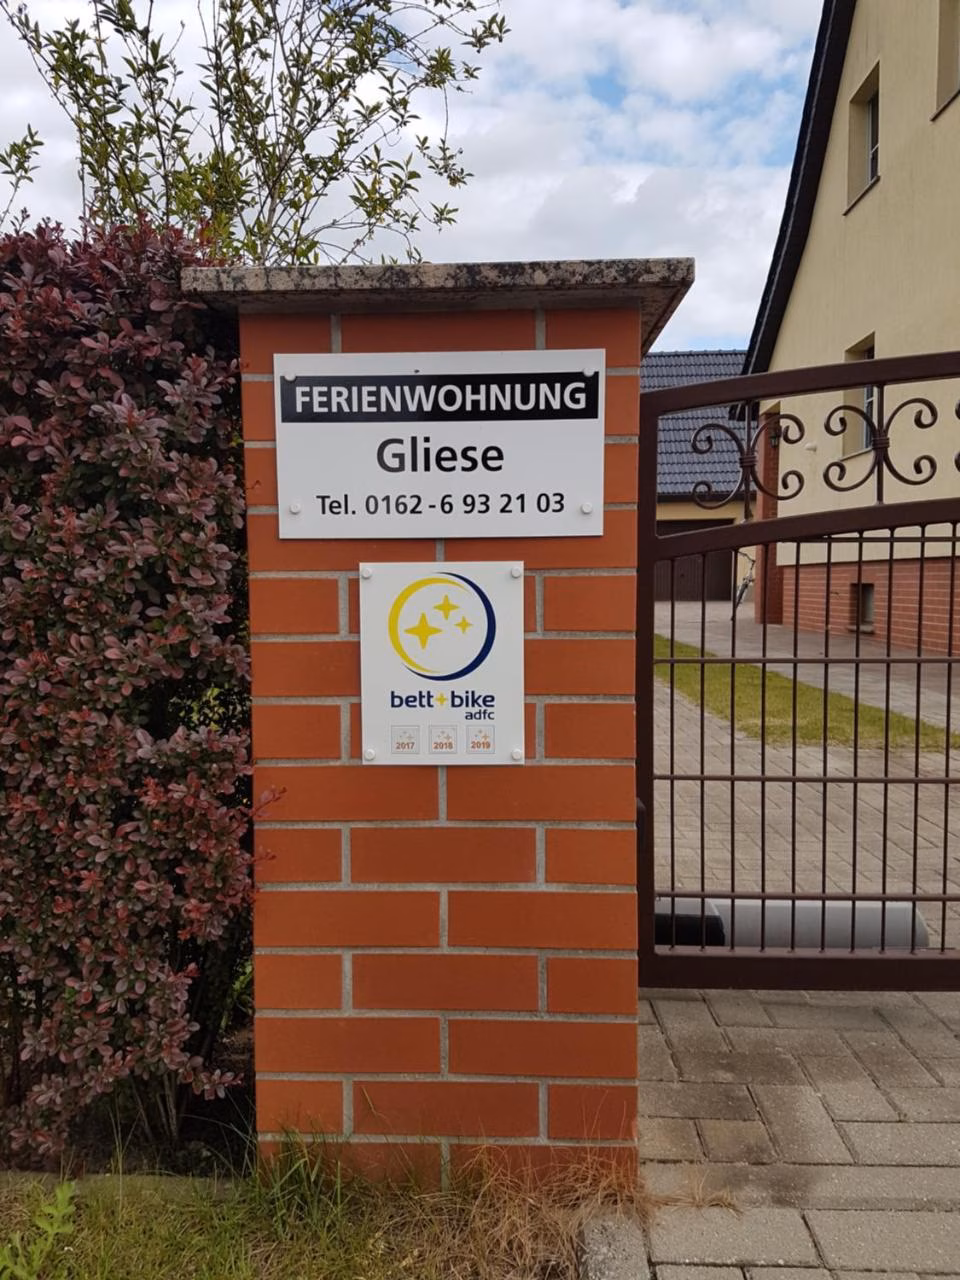 FERIENWOHNUNG
Gliese
Tel. 0162-6 93 21 03
bett+bike
adfc
2017 2018 2019